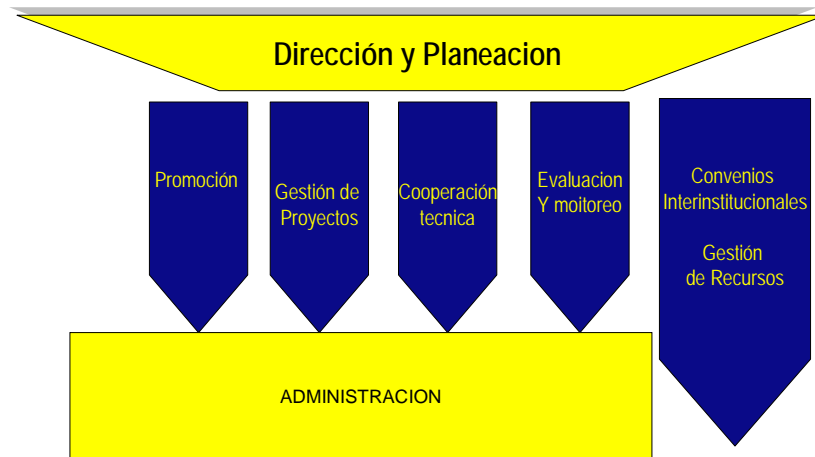 Dirección y Planeacion
Promoción
Gestión de
Proyectos
Cooperación
tecnica
Evaluacion
Y moitoreo
Convenios
Interinstitucionales
Gestión
de Recursos
ADMINISTRACION